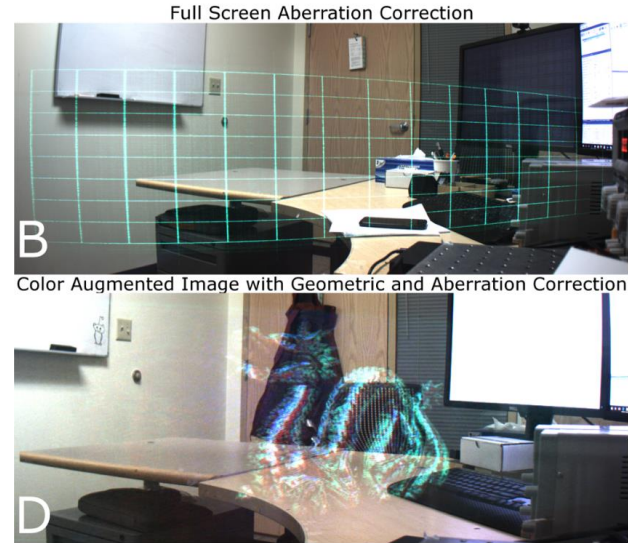 Full Screen Aberration Correction
B
Color Augmented Image with Geometric and Aberration Correction
D